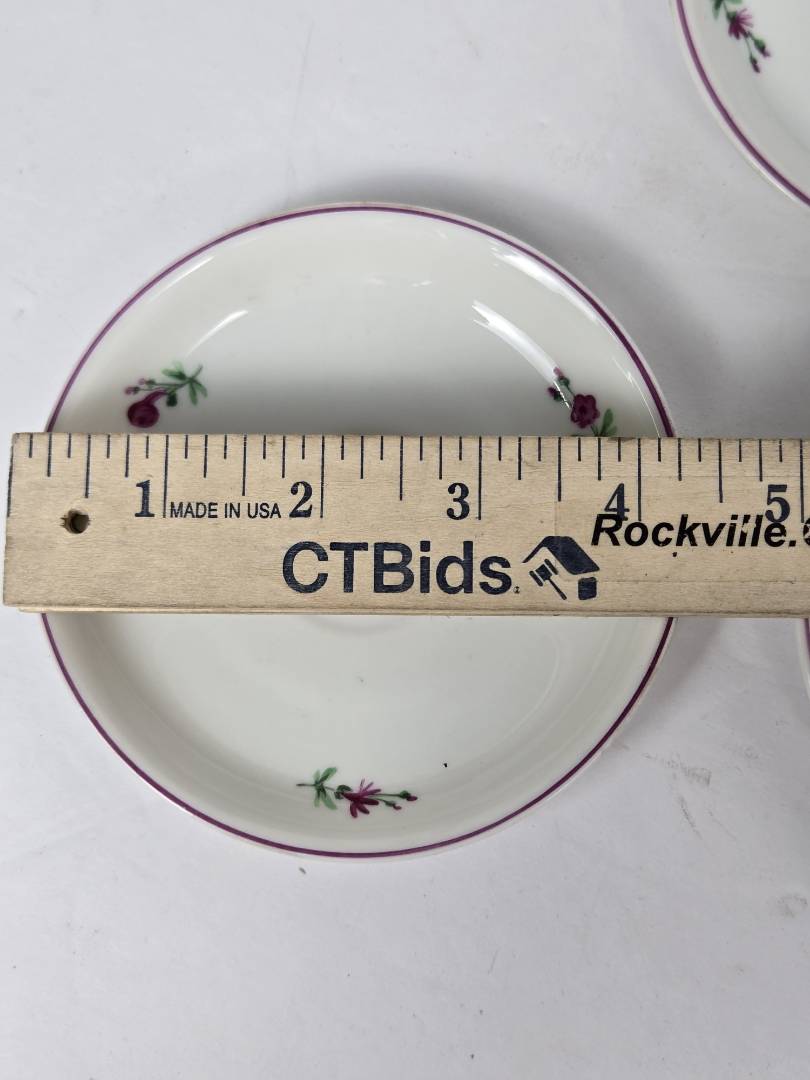 1 MADE IN USA 2 3 4 5
CTBids. Rockville.